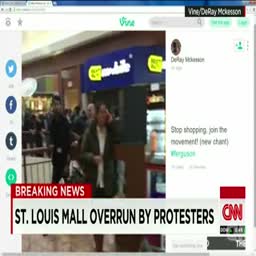 Vine/DeRay Mckesson
Vine
DeRay Mckesson
Stop shopping, join the
movement! (new chant)
#ferguson
BREAKING NEWS
ST. LOUIS MALL OVERRUN BY PROTESTERS
CNN